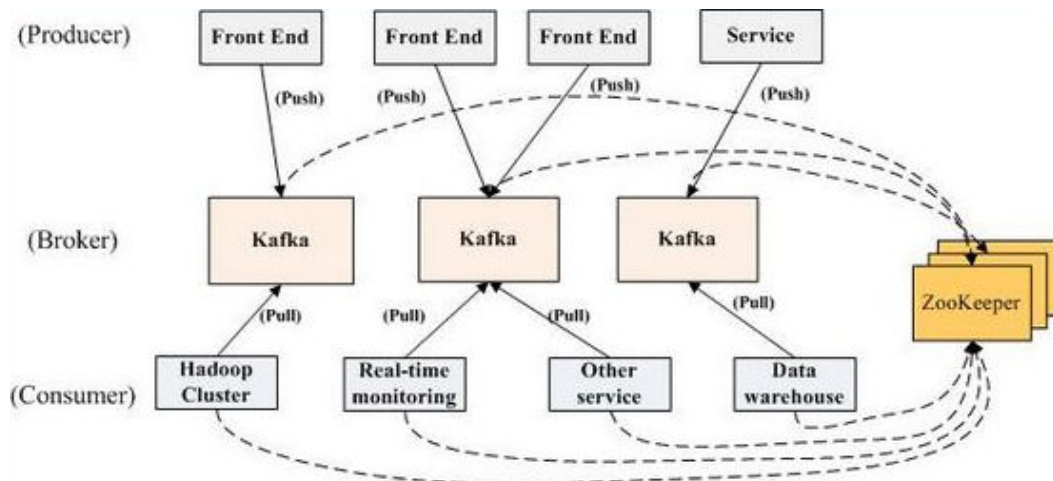 (Producer)
Front End
Front End
Front End
Service
(Push)
(Push)
(Push)
(Push)
(Broker)
Kafka
Kafka
Kafka
ZooKeeper
(Pull)
(Pull)
(Pull)
(Pull)
(Consumer)
Hadoop
Cluster
Real-time
monitoring
Other
service
Data
warehouse